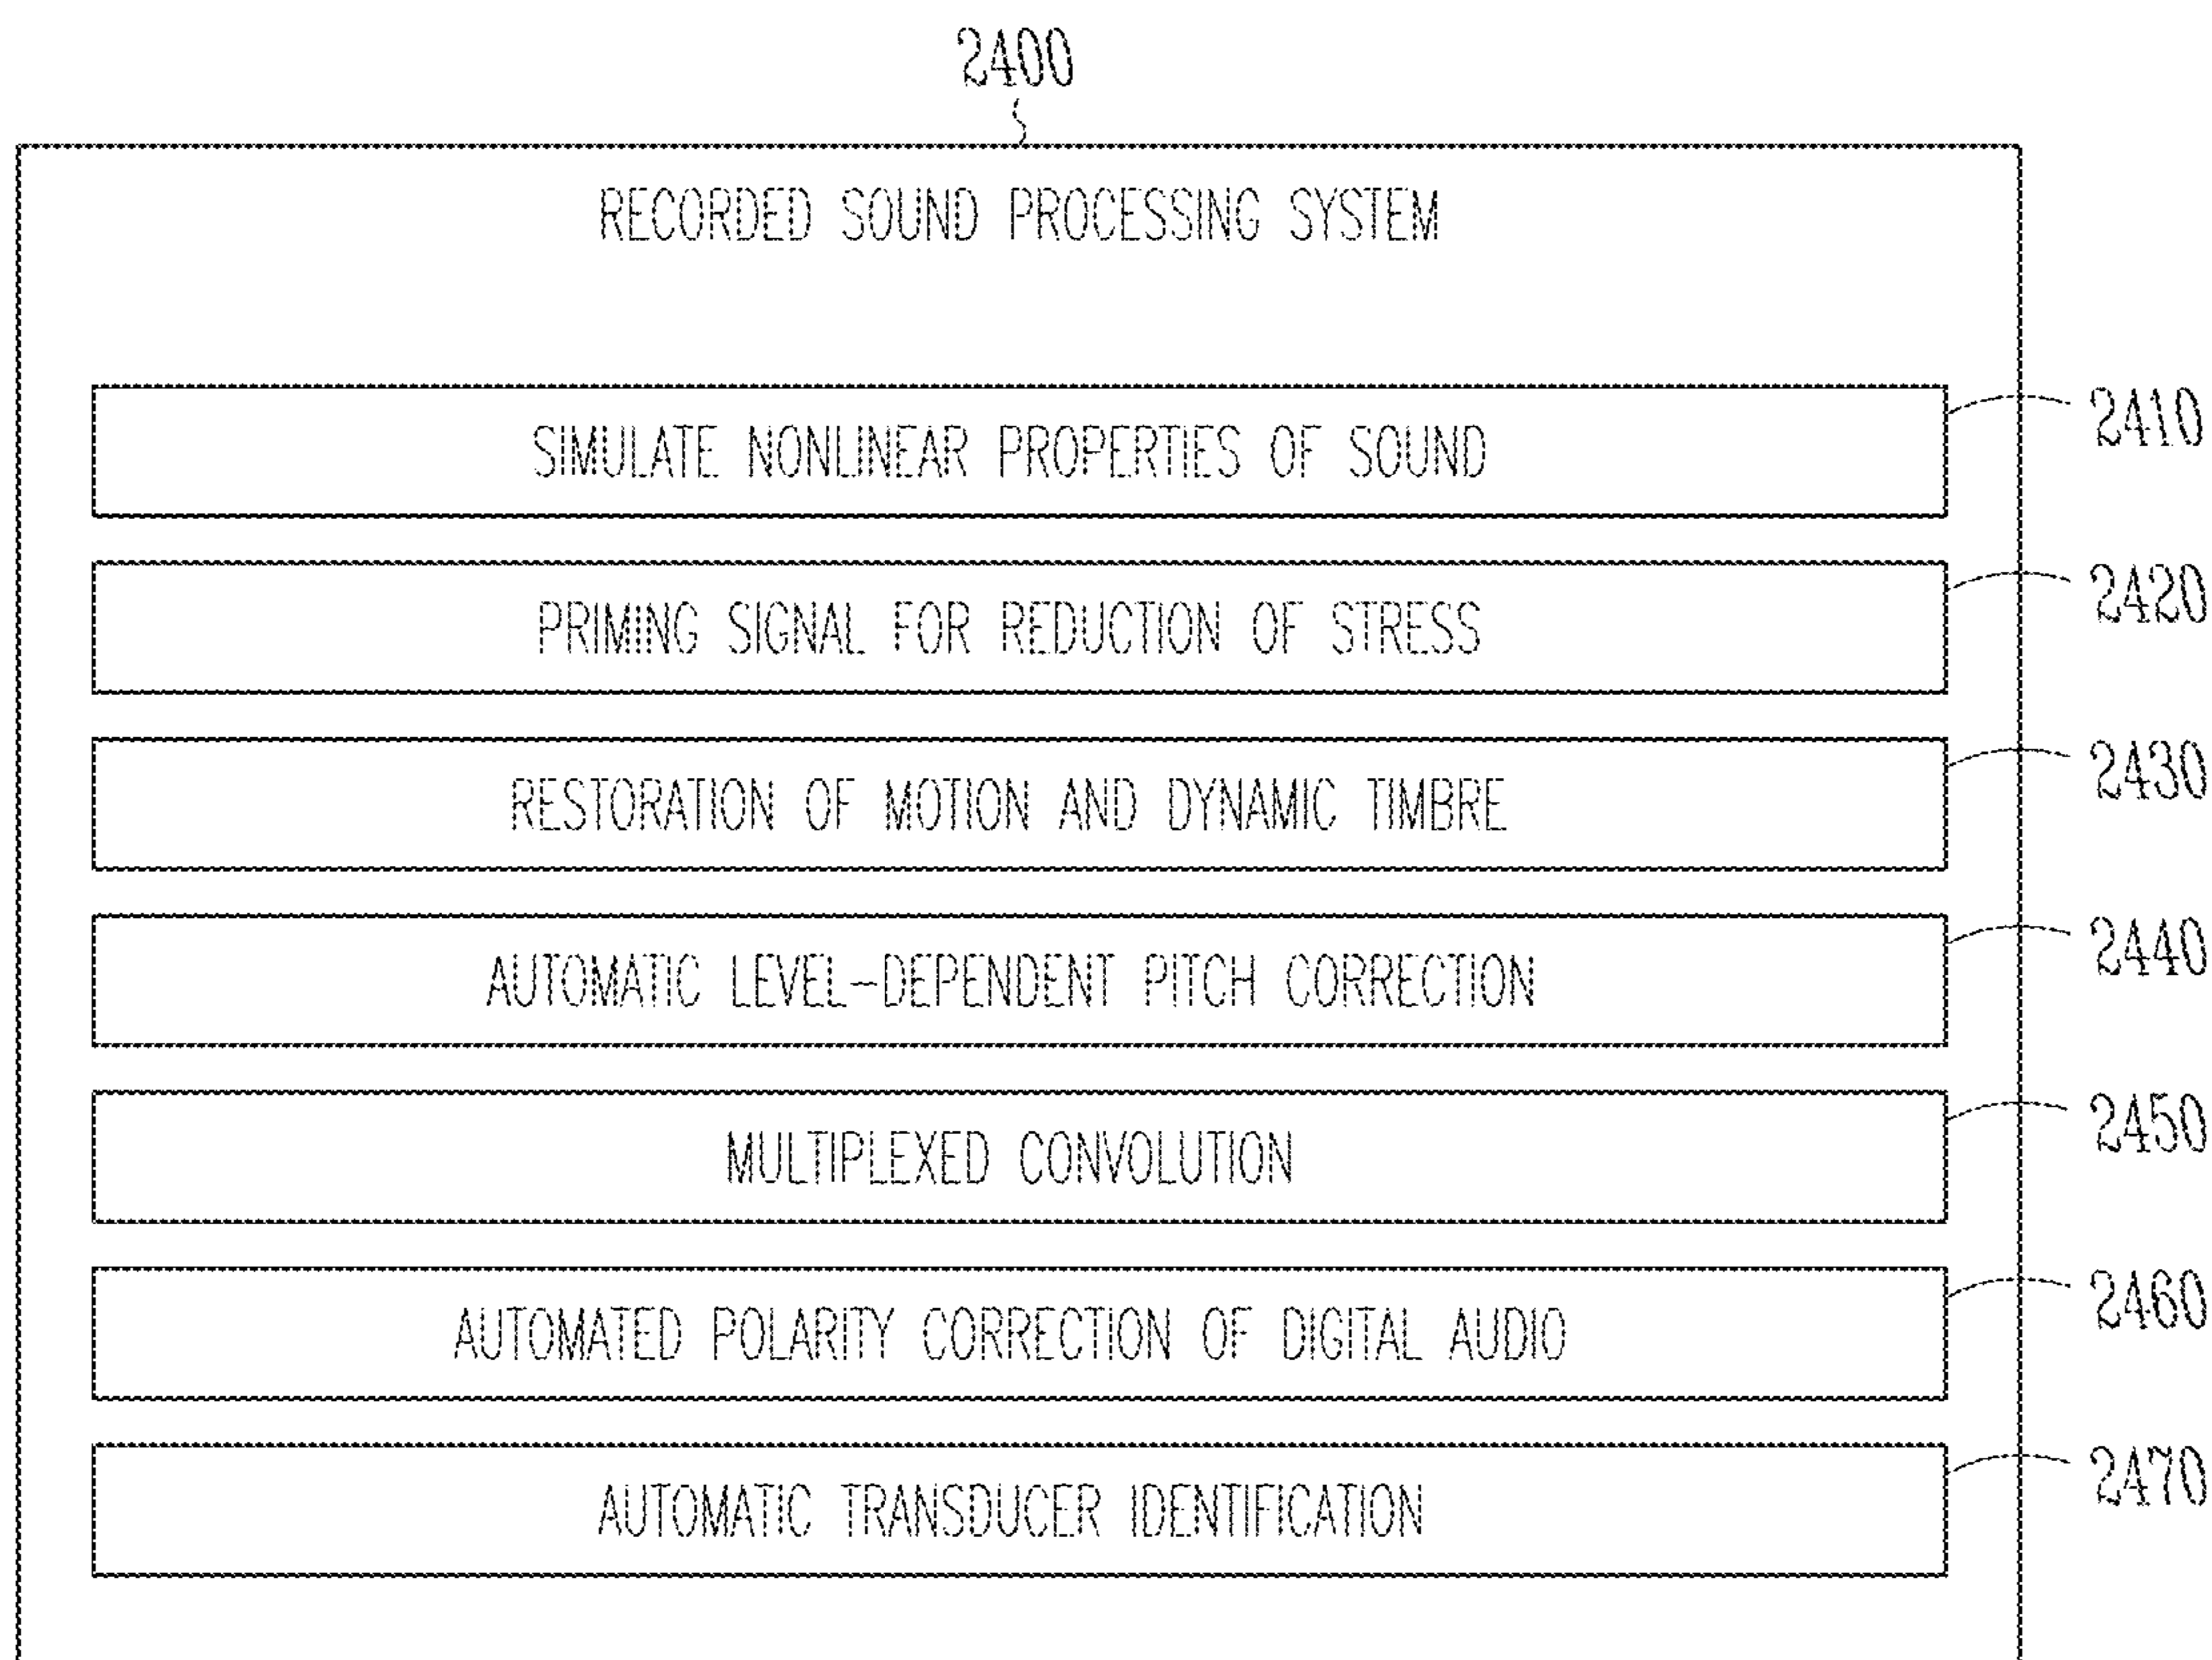 2400
RECORDED SOUND PROCESSING SYSTEM
SIMULATE NONLINEAR PROPERTIES OF SOUND
2410
PRIMING SIGNAL FOR REDUCTION OF STRESS
2420
RESTORATION OF MOTION AND DYNAMIC TIMBRE
2430
AUTOMATIC LEVEL-DEPENDENT PITCH CORRECTION
2440
MULTIPLEXED CONVOLUTION
2450
AUTOMATED POLARITY CORRECTION OF DIGITAL AUDIO
2460
AUTOMATIC TRANSDUCER IDENTIFICATION
2470